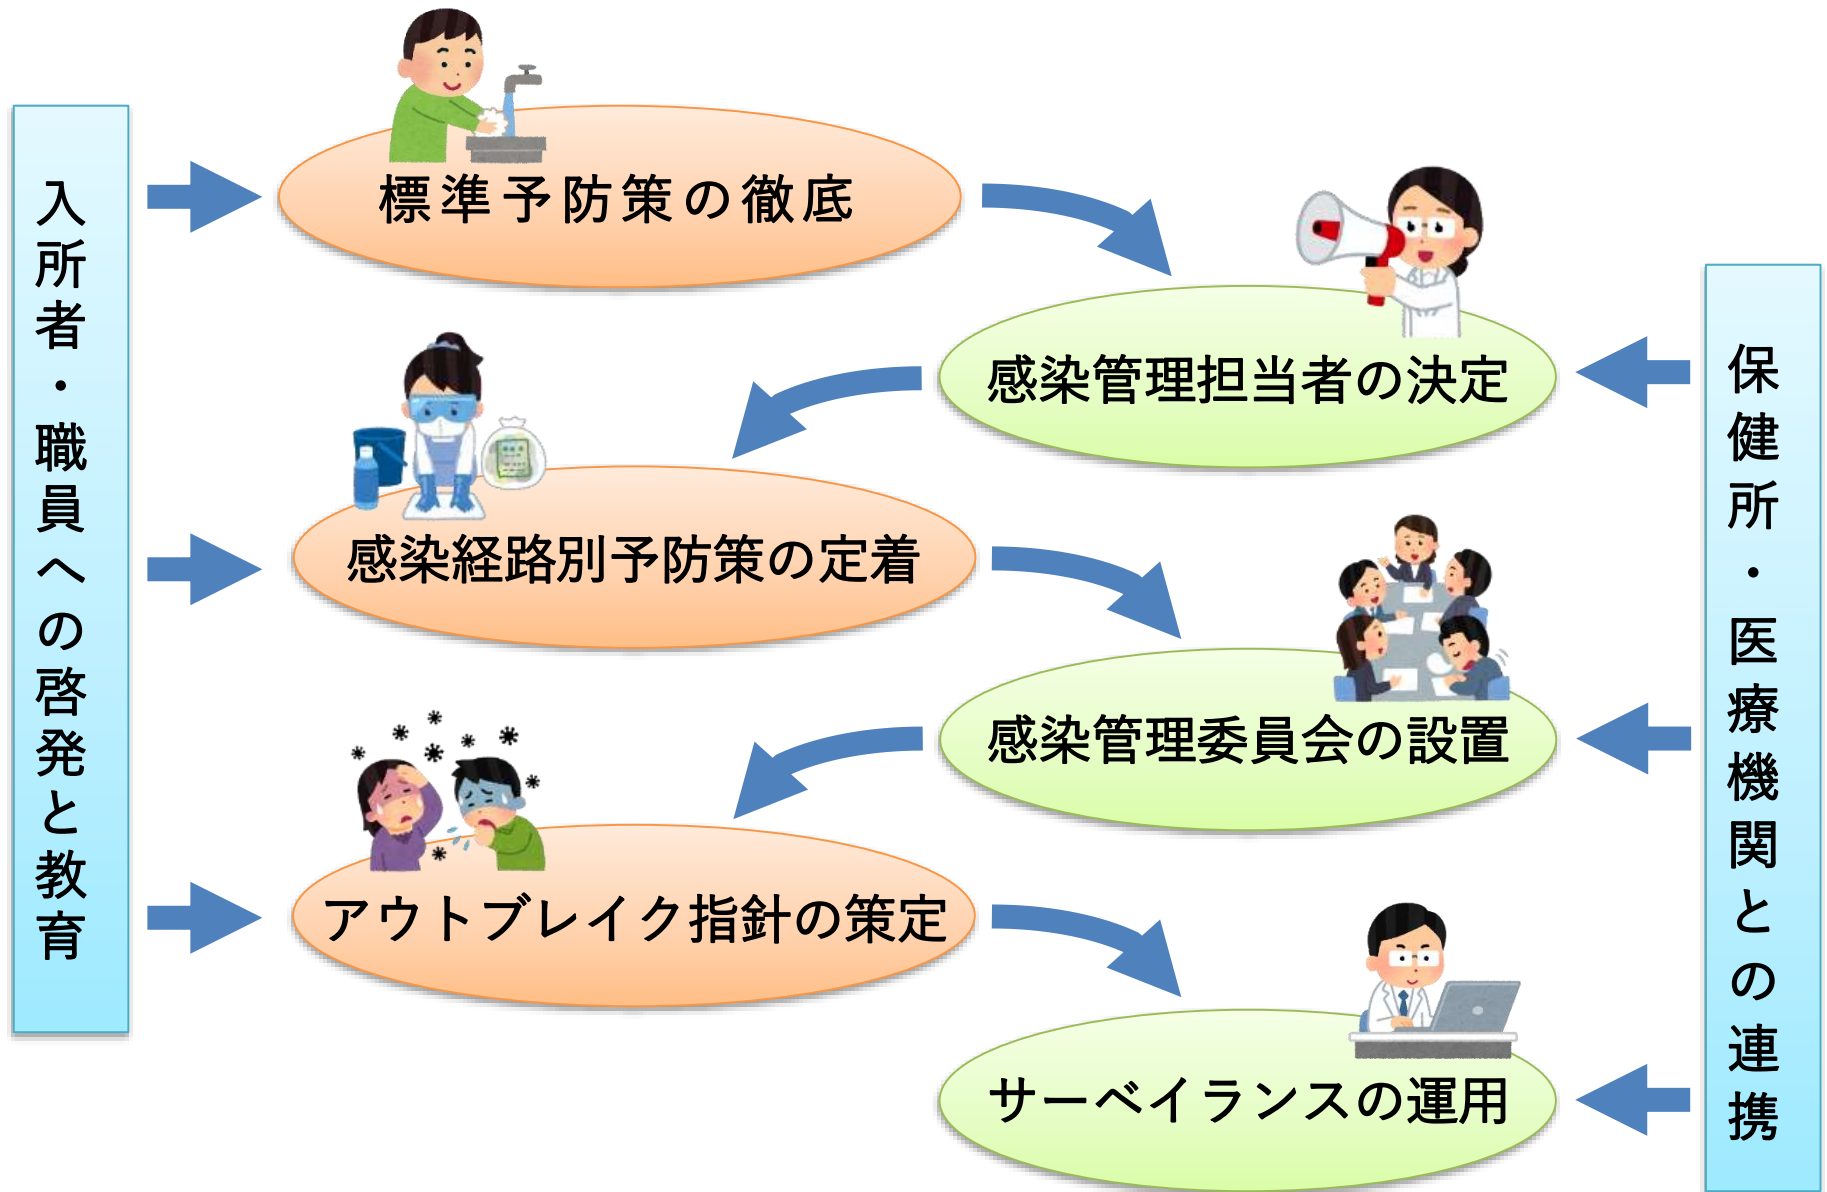 入所者・職員への啓発と教育
標準予防策の徹底
感染管理担当者の決定
感染経路別予防策の定着
感染管理委員会の設置
アウトブレイク指針の策定
サーベイランスの運用
保健所・医療機関との連携